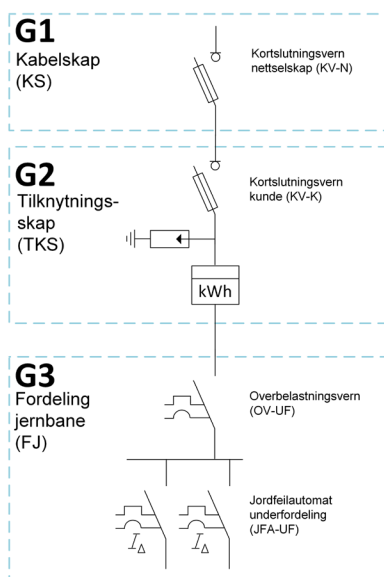 G1
Kabelskap
(KS)
Kortslutningsvern
nettselskap (KV-N)
G2
Tilknytnings-
skap
(TKS)
Kortslutningsvern
kunde (KV-K)
kWh
G3
Fordeling
jernbane
(FJ)
Overbelastningsvern
(OV-UF)
Jordfeilautomat
underfordeling
(JFA-UF)
I∆
I∆